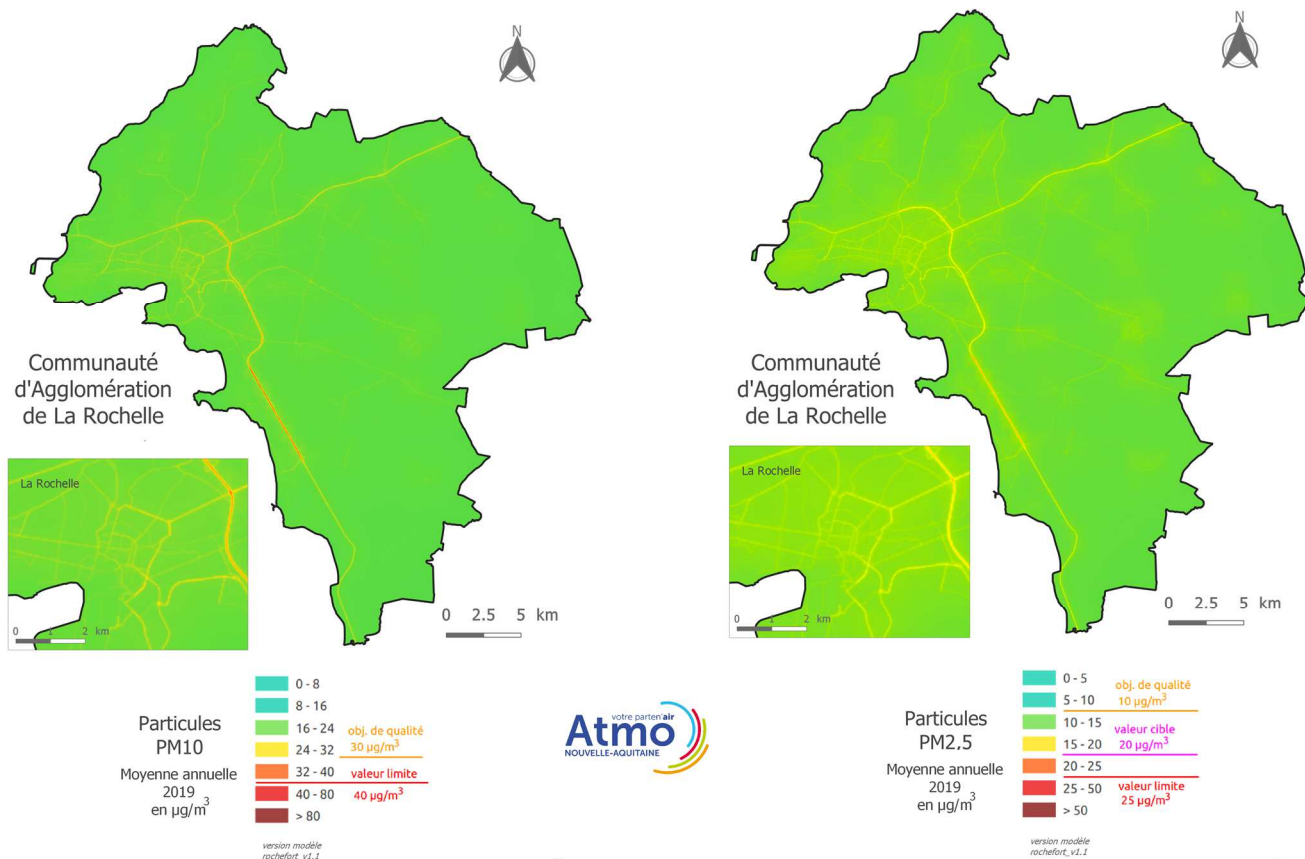 N
Communauté
d'Agglomération
de La Rochelle
La Rochelle
0 1 2 km
0 2.5 5 km
Particules
PM10
Moyenne annuelle
2019
en µg/m³
0 - 8
8 - 16
16 - 24
24 - 32
32 - 40
40 - 80
> 80
obj. de qualité
30 µg/m³
valeur limite
40 µg/m³
version modèle
rochefort_v1.1
votre parten'air
Atmo
NOUVELLE-AQUITAINE
N
Communauté
d'Agglomération
de La Rochelle
La Rochelle
0 1 2 km
0 2.5 5 km
Particules
PM2,5
Moyenne annuelle
2019
en µg/m³
0 - 5
5 - 10
10 - 15
15 - 20
20 - 25
25 - 50
> 50
obj. de qualité
10 µg/m³
valeur cible
20 µg/m³
valeur limite
25 µg/m³
version modèle
rochefort_v1.1